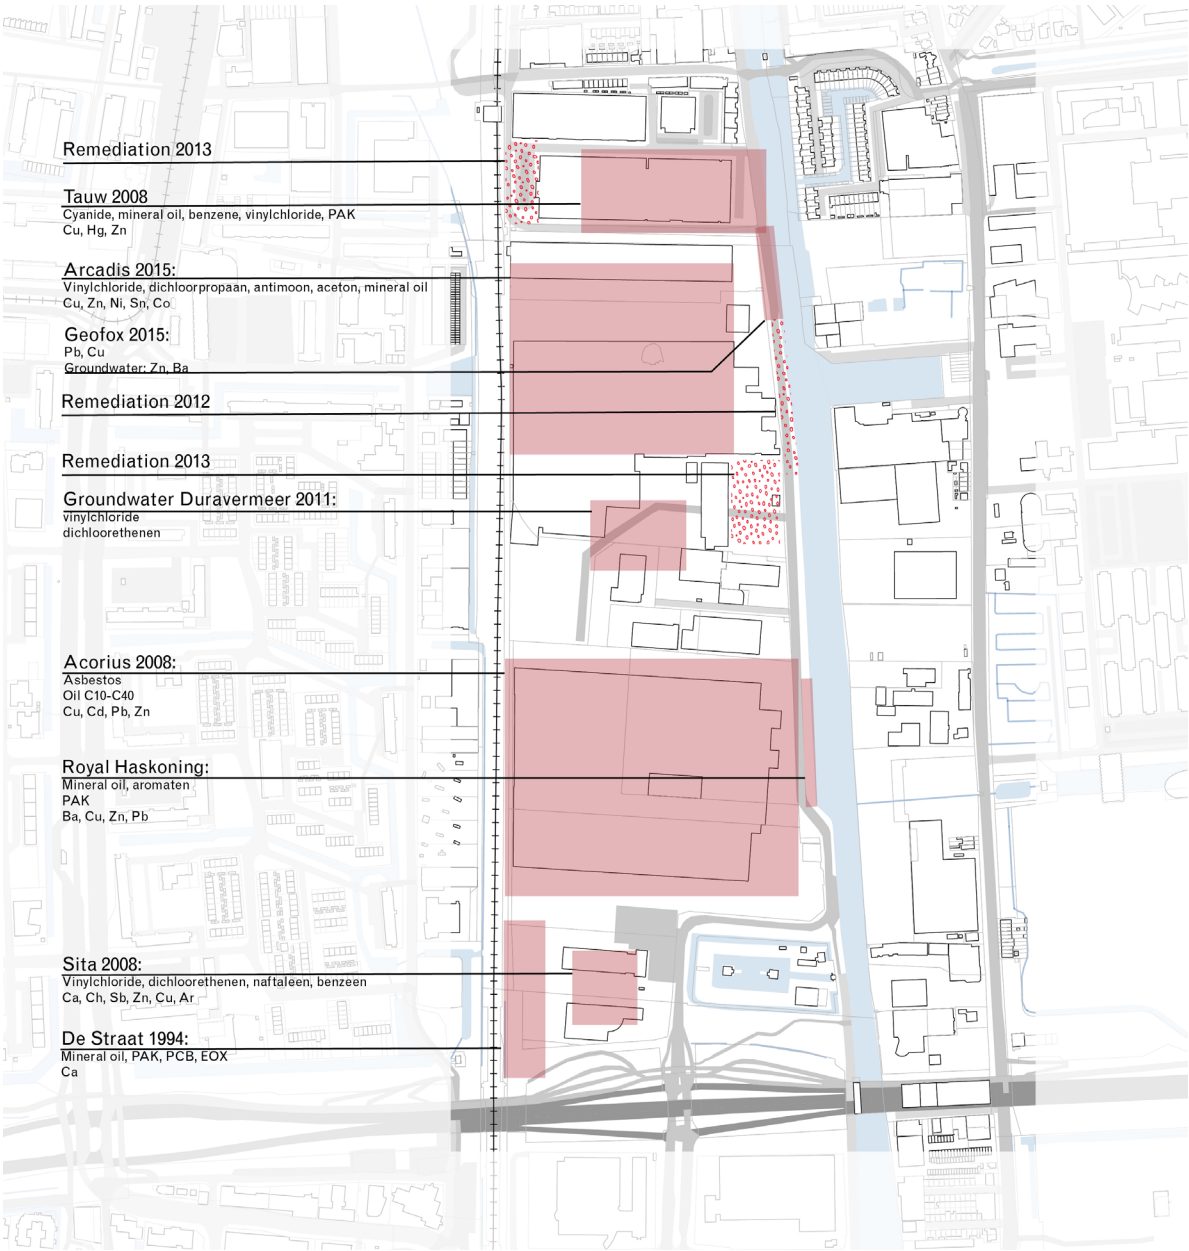 Remediation 2013
Tauw 2008
Cyanide, mineral oil, benzene, vinylchloride, PAK
Cu, Hg, Zn
Arcadis 2015:
Vinylchloride, dichloorpropaan, antimoon, aceton, mineral oil
Cu, Zn, Ni, Sn, Co
Geofox 2015:
Pb, Cu
Groundwater: Zn, Ba
Remediation 2012
Remediation 2013
Groundwater Duravermeer 2011:
vinylchloride
dichloorethenen
Acorius 2008:
Asbestos
Oil C10-C40
Cu, Cd, Pb, Zn
Royal Haskoning:
Mineral oil, aromaten
PAK
Ba, Cu, Zn, Pb
Sita 2008:
Vinylchloride, dichloorethenen, naftaleen, benzeen
Ca, Ch, Sb, Zn, Cu, Ar
De Straat 1994:
Mineral oil, PAK, PCB, EOX
Ca